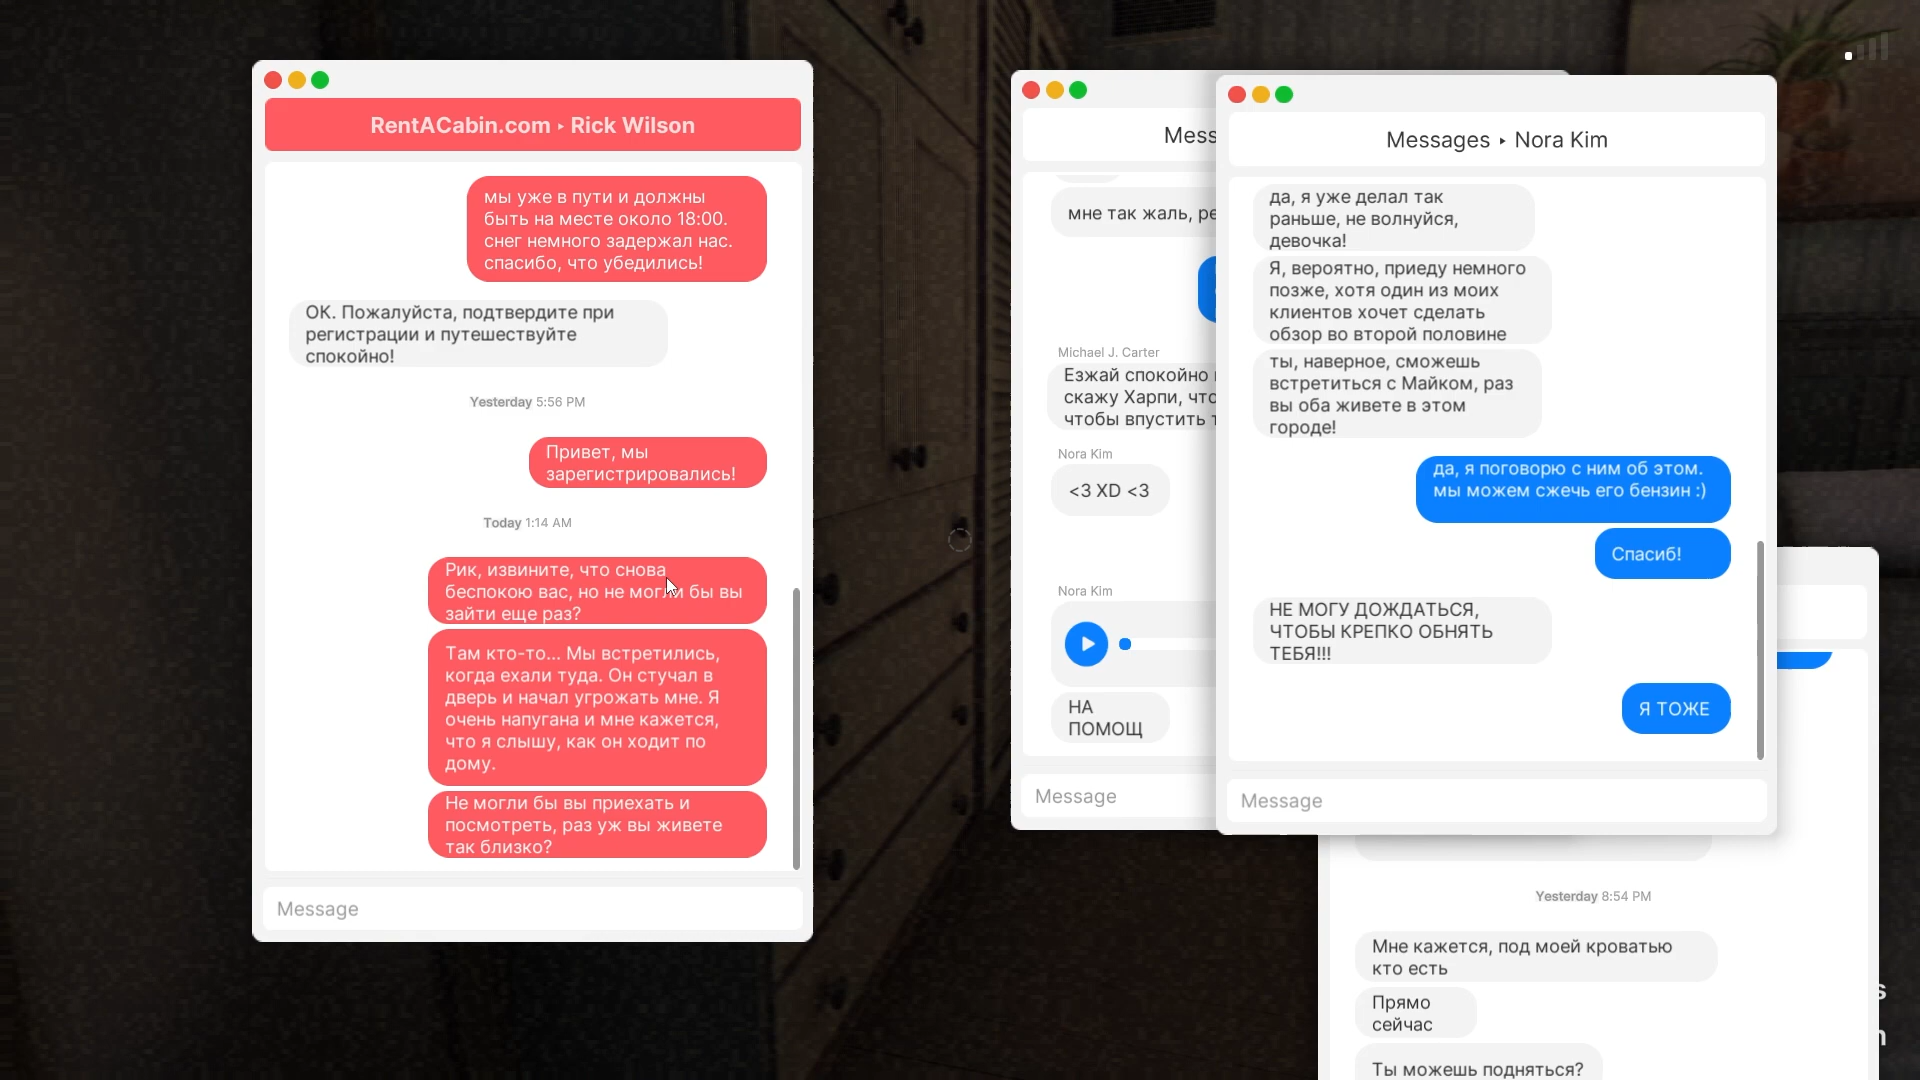 RentACabin.com ‣ Rick Wilson
мы уже в пути и должны
быть на месте около 18:00.
снег немного задержал нас.
спасибо, что убедились!
ОК. Пожалуйста, подтвердите при
регистрации и путешествуйте
спокойно!
Yesterday 5:56 PM
Привет, мы
зарегистрировались!
Today 1:14 AM
Рик, извините, что снова
беспокою вас, но не могли бы вы
зайти еще раз?
Там кто-то... Мы встретились,
когда ехали туда. Он стучал в
дверь и начал угрожать мне. Я
очень напугана и мне кажется,
что я слышу, как он ходит по
дому.
Не могли бы вы приехать и
посмотреть, раз уж вы живете
так близко?
Message
Mess
мне так жаль, ре
Michael J. Carter
Езжай спокойно
скажу Харпи, что
чтобы впустить
Nora Kim
<3 XD <3
Nora Kim
НА
ПОМОЩ
Message
Messages ‣ Nora Kim
да, я уже делал так
раньше, не волнуйся,
девочка!
Я, вероятно, приеду немного
позже, хотя один из моих
клиентов хочет сделать
обзор во второй половине
ты, наверное, сможешь
встретиться с Майком, раз
вы оба живете в этом
городе!
да, я поговорю с ним об этом.
мы можем сжечь его бензин :)
Спасиб!
НЕ МОГУ ДОЖДАТЬСЯ,
ЧТОБЫ КРЕПКО ОБНЯТЬ
ТЕБЯ!!!
Я ТОЖЕ
Message
Yesterday 8:54 PM
Мне кажется, под моей кроватью
кто есть
Прямо
сейчас
Ты можешь подняться?